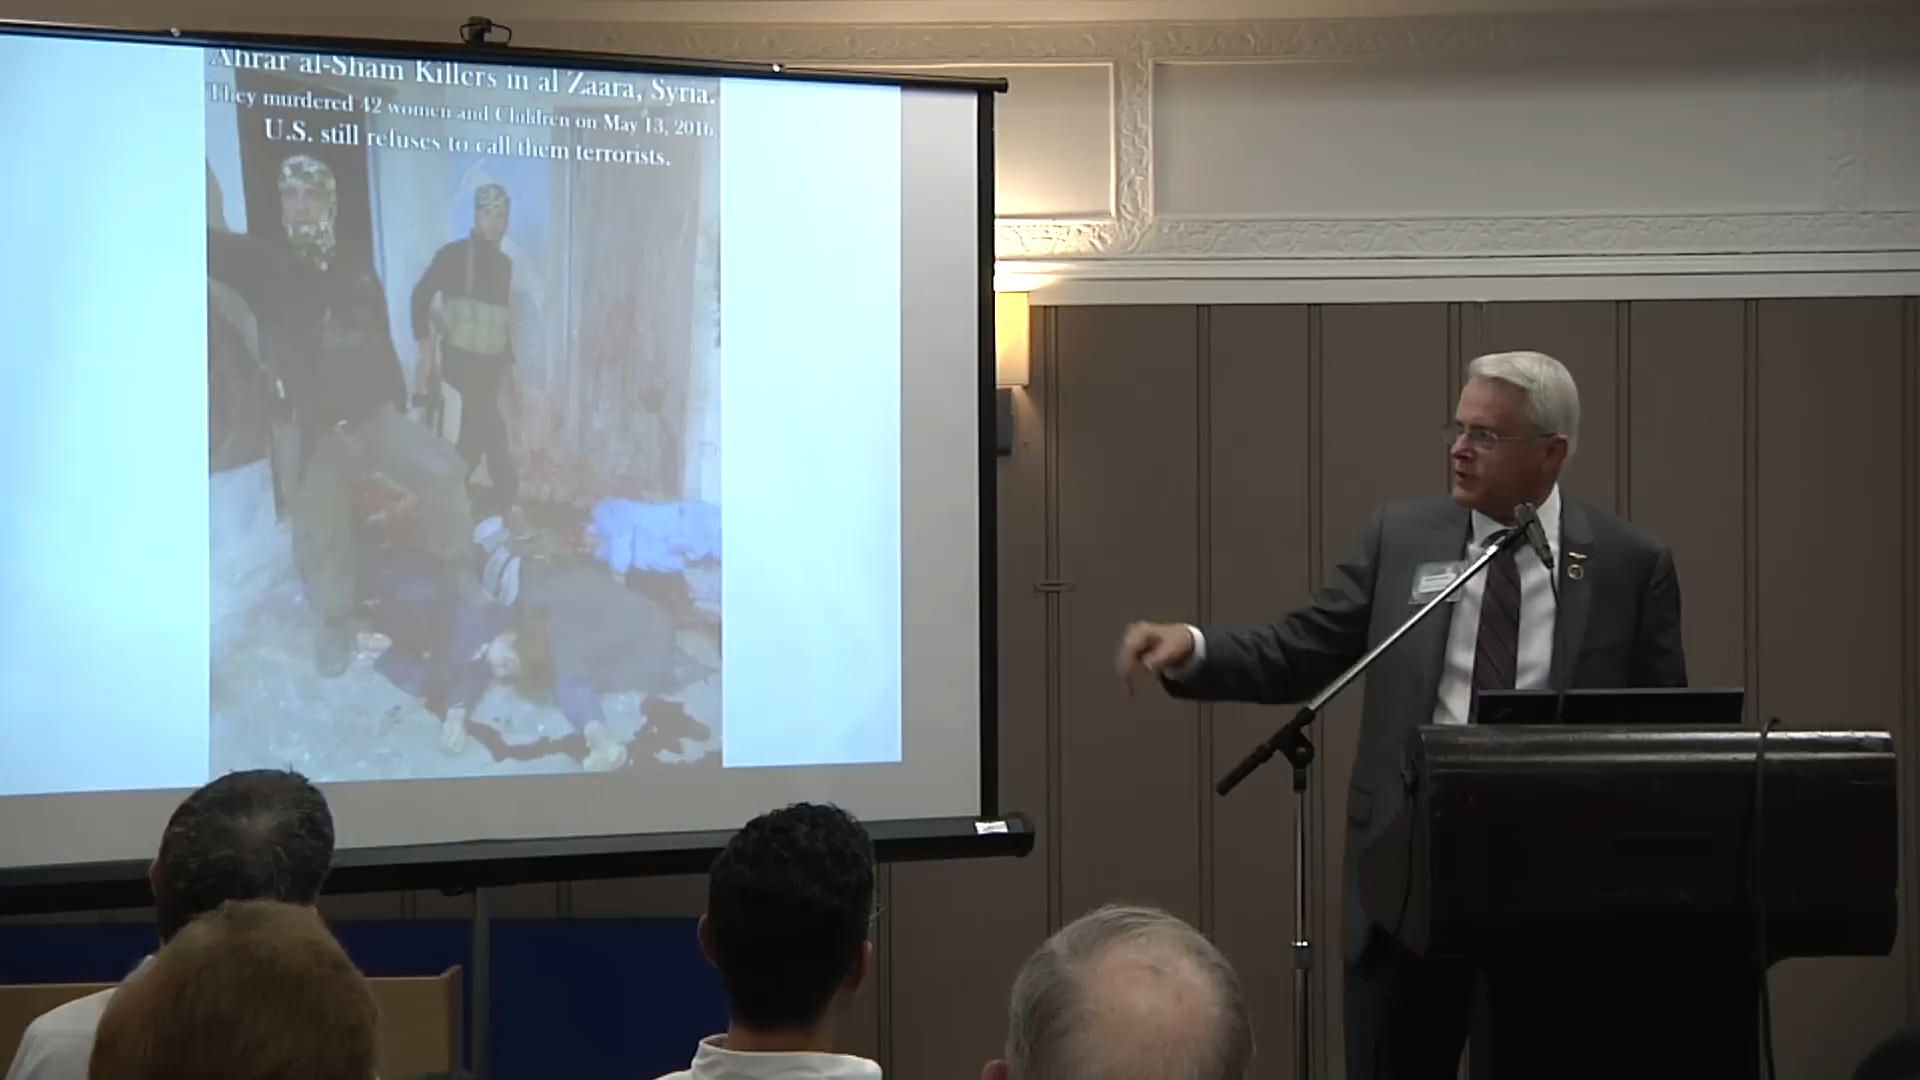 Ahrar al-Sham Killers in al Zaara, Syria.
They murdered 42 women and Children on May 13, 2016.
U.S. still refuses to call them terrorists.